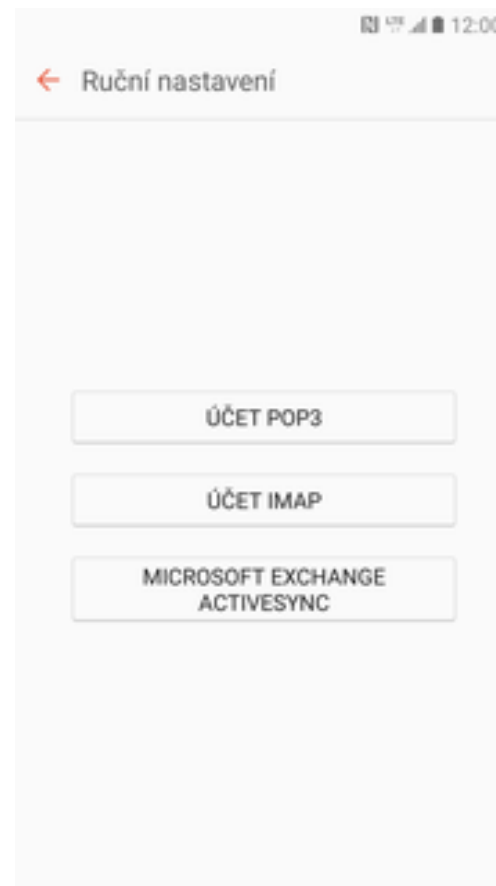 12:00
Ruční nastavení
ÚČET POP3
ÚČET IMAP
MICROSOFT EXCHANGE
ACTIVESYNC